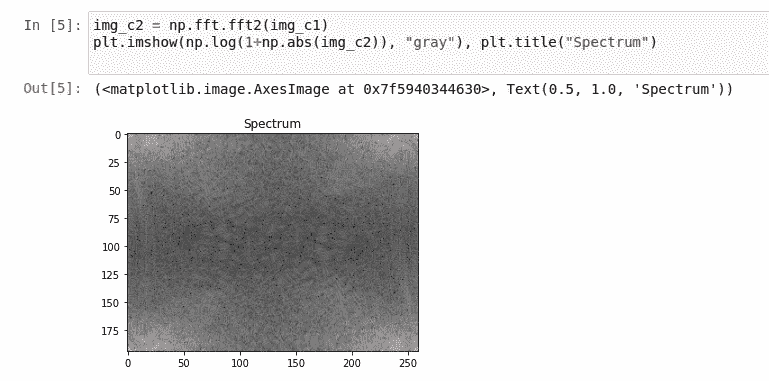 In [5]: img_c2 = np.fft.fft2(img_c1)
plt.imshow(np.log(1+np.abs(img_c2)), "gray"), plt.title("Spectrum")
Out[5]: (<matplotlib.image.AxesImage at 0x7f5940344630>, Text(0.5, 1.0, 'Spectrum'))
Spectrum
0
25
50
75
100
125
150
175
0 50 100 150 200 250